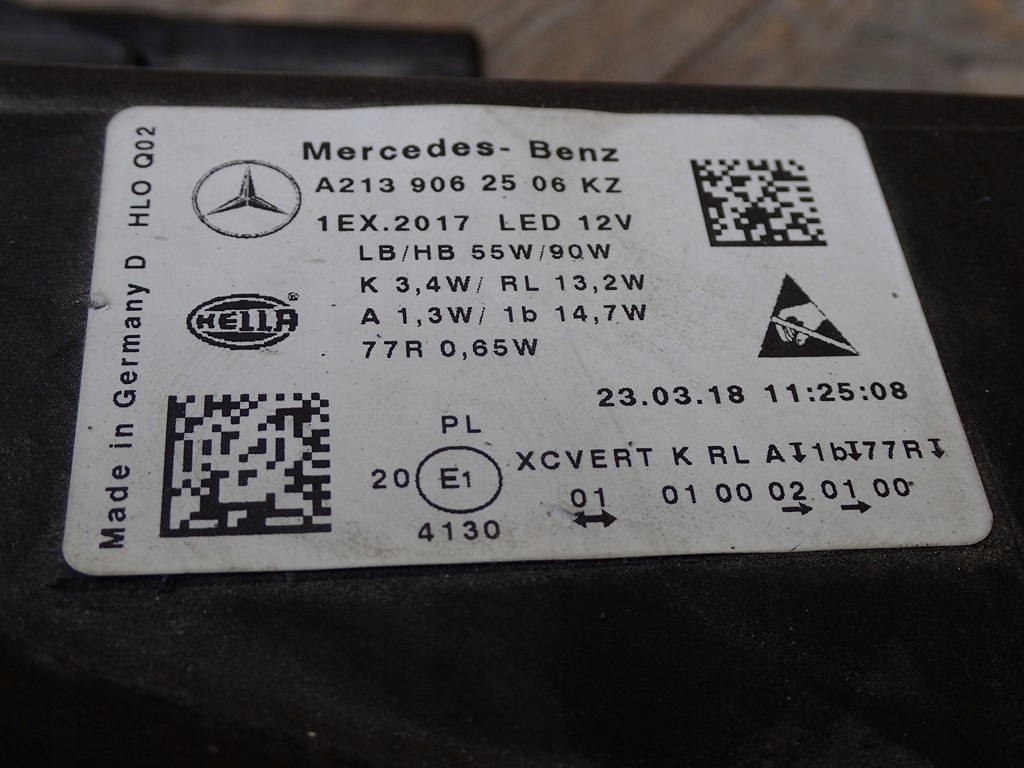 Made in Germany D HLO Q02
Mercedes- Benz
A213 906 25 06 KZ
1EX.2017 LED 12V
LB/HB 55W/90W
K 3,4W/ RL 13,2W
A 1,3W/ 1b 14,7W
77R 0,65W
HELLA®
23.03.18 11:25:08
PL
20 E1
4130
XCVERT K RL A↧1b↧77R↧
01 01 00 02 01 00
↔ → →